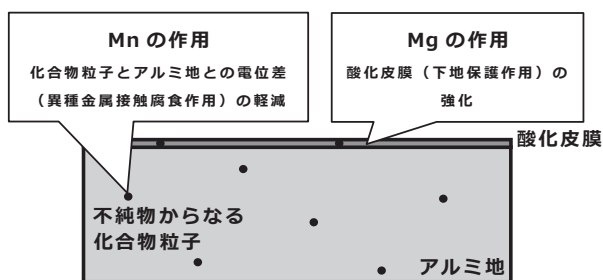 Mn の作用
化合物粒子とアルミ地との電位差
（異種金属接触腐食作用）の軽減
Mg の作用
酸化皮膜（下地保護作用）の
強化
酸化皮膜
不純物からなる
化合物粒子
アルミ地